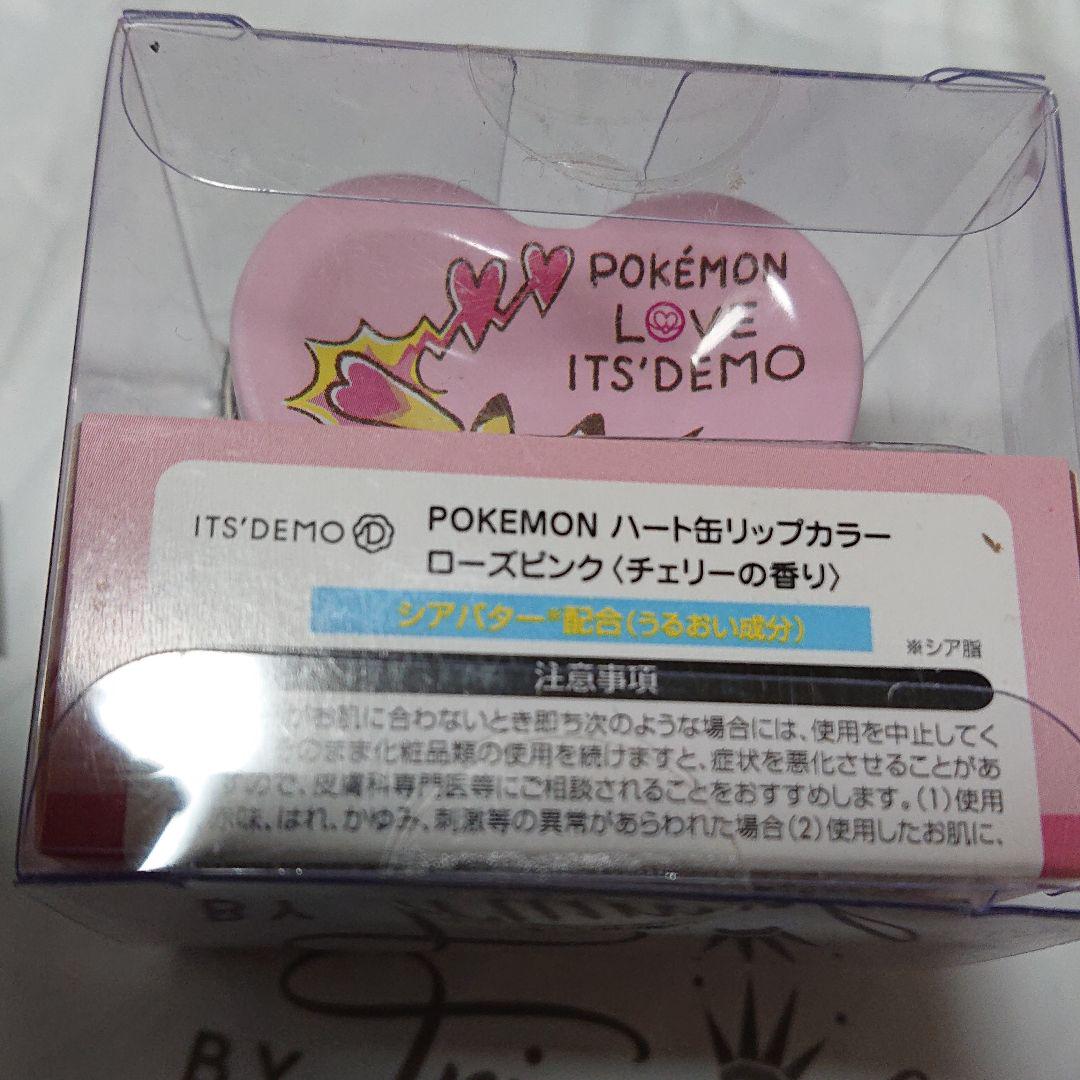 POKÉMON
LOVE
ITS'DEMO
ITS'DEMO
POKEMON ハート缶リップカラー
ローズピンク〈チェリーの香り〉
シアバター※配合(うるおい成分)
※シア脂
注意事項
がお肌に合わないとき即ち次のような場合には、使用を中止してく
のまま化粧品類の使用を続けますと、症状を悪化させることがあ
すので、皮膚科専門医等にご相談されることをおすすめします。(1)使用
赤味、はれ、かゆみ、刺激等の異常があらわれた場合(2)使用したお肌に、
BY